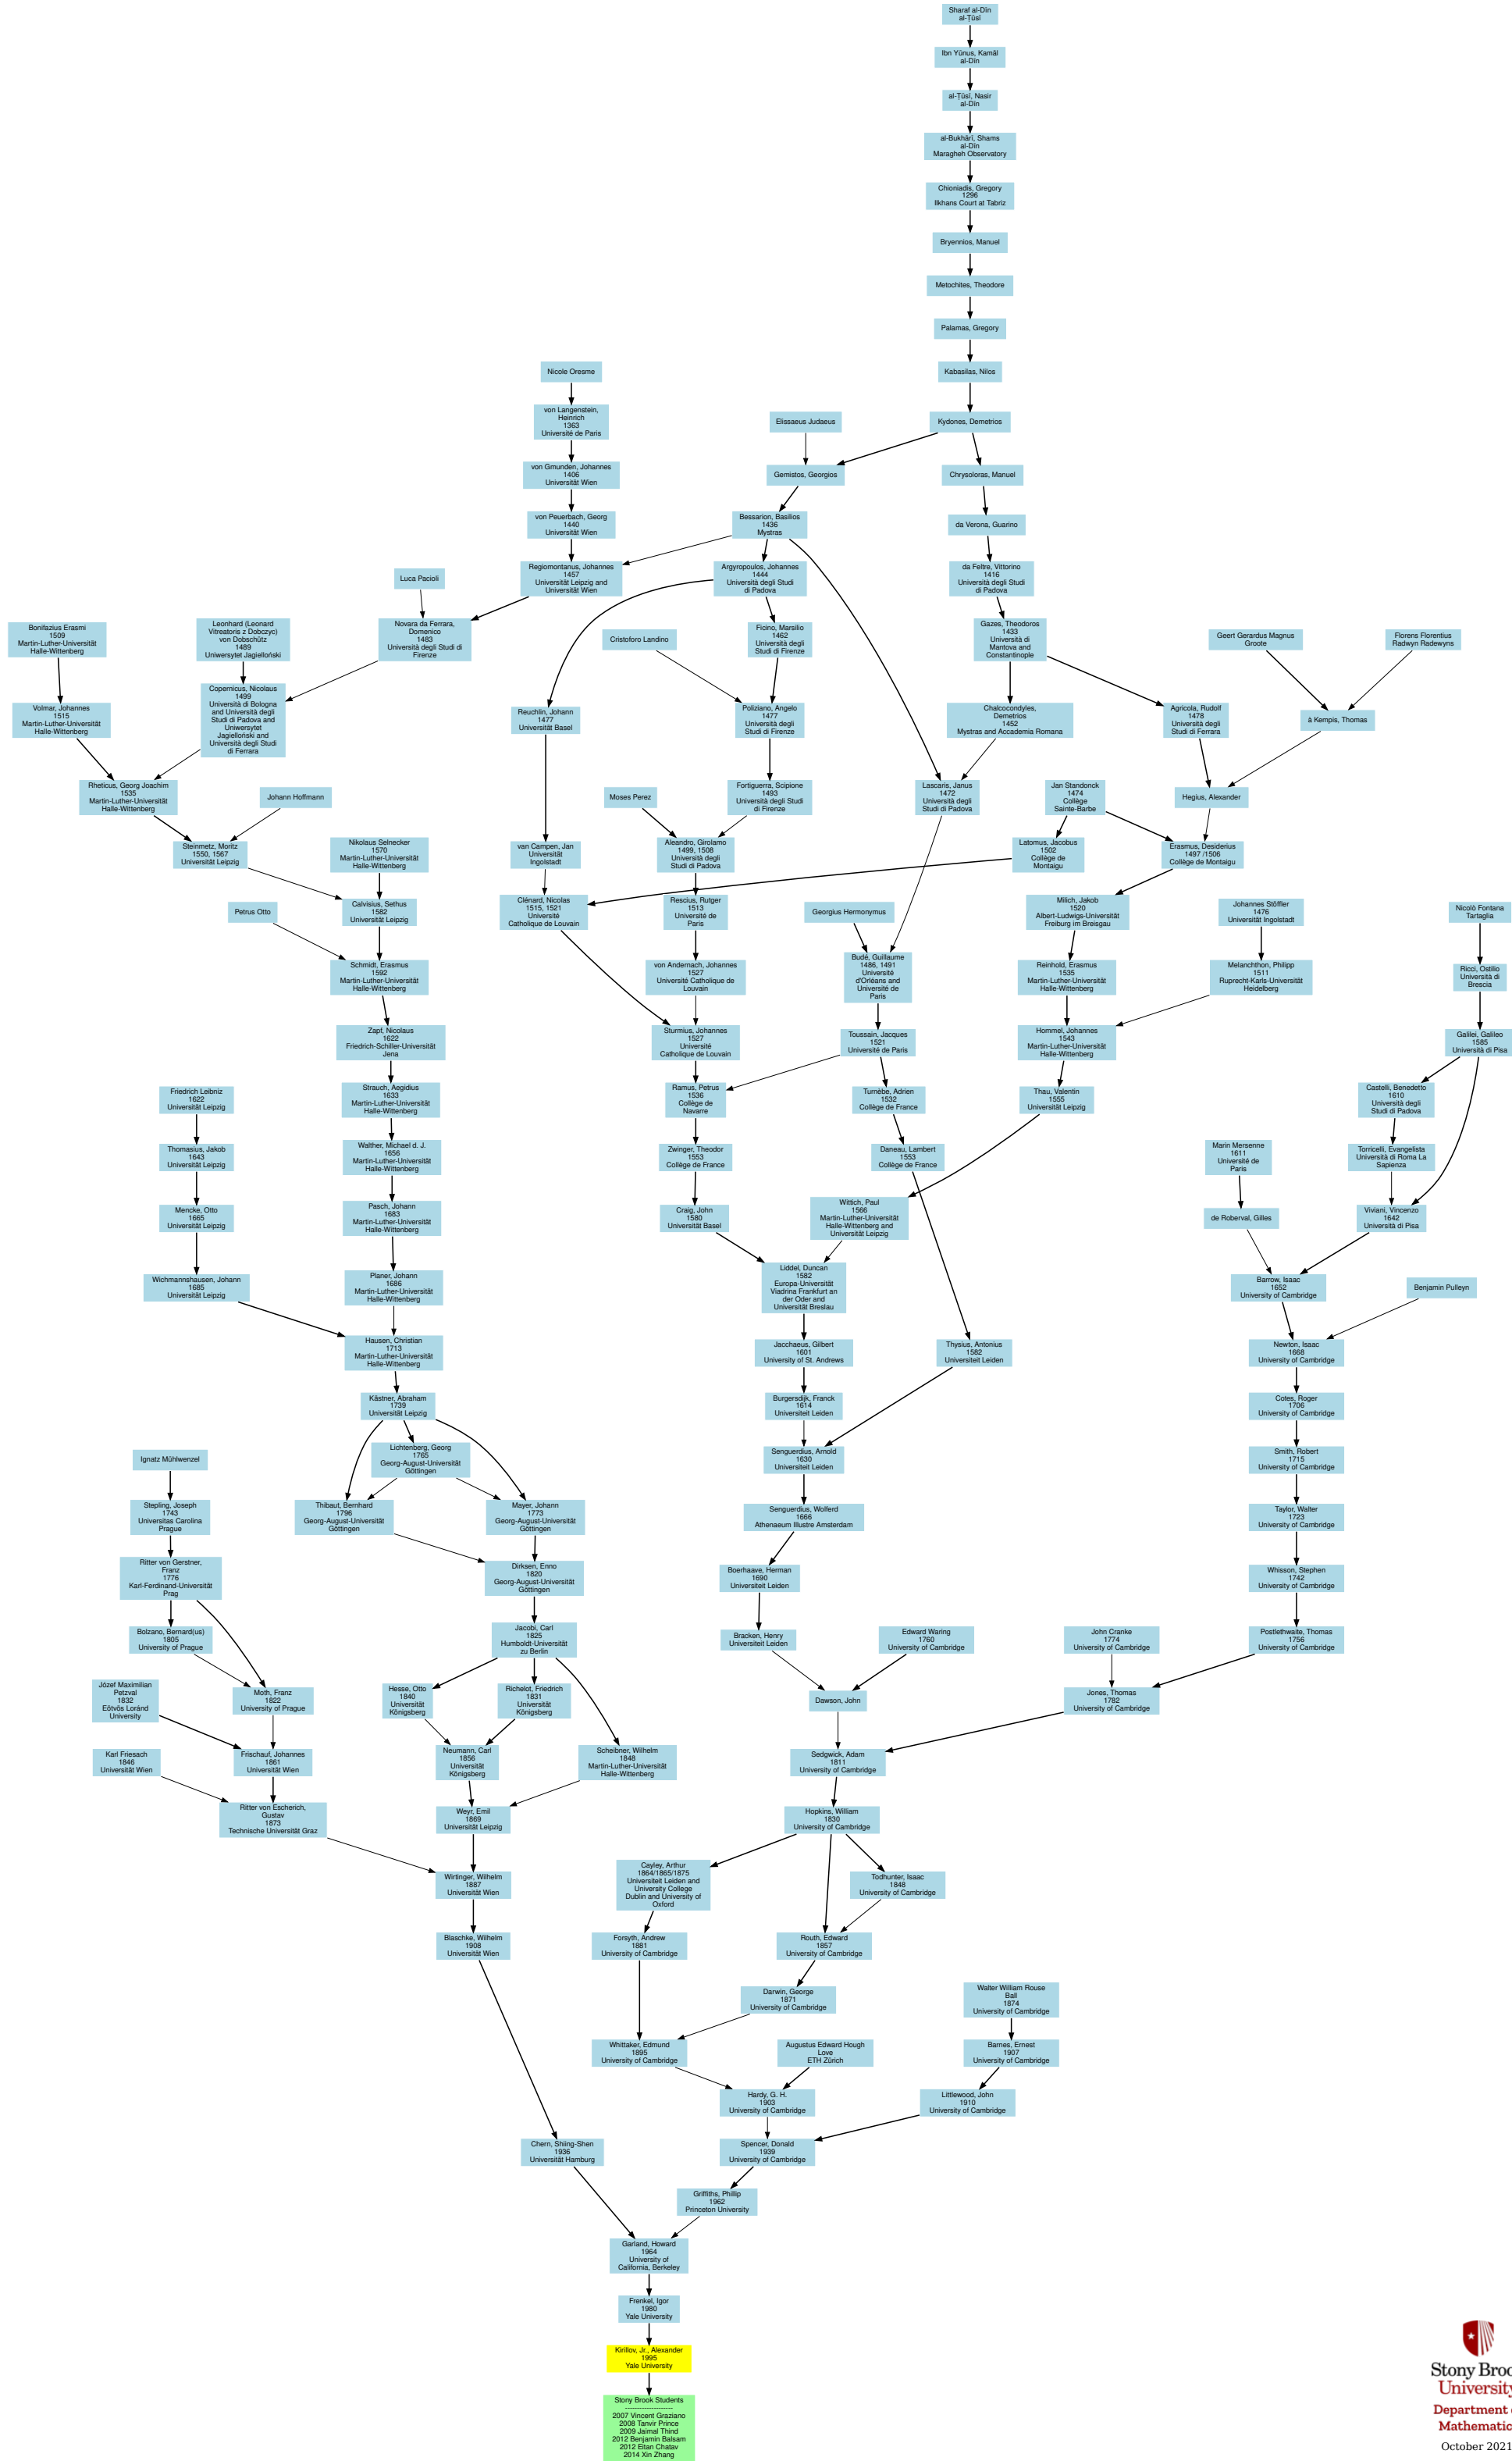 Sharaf al-Dīn
al-Ṭūsī
Ibn Yūnus, Kamāl
al-Dīn
al-Ṭūsī, Nasir
al-Dīn
al-Bukhārī, Shams
al-Dīn
Maragheh Observatory
Chioniadis, Gregory
1296
Ilkhans Court at Tabriz
Bryennios, Manuel
Metochites, Theodore
Palamas, Gregory
Nicole Oresme
Kabasilas, Nilos
von Langenstein,
Heinrich
1363
Université de Paris
Elissaeus Judaeus
Kydones, Demetrios
von Gmunden, Johannes
1406
Universität Wien
Gemistos, Georgios
Chrysoloras, Manuel
von Peuerbach, Georg
1440
Universität Wien
Bessarion, Basilios
1436
Mystras
da Verona, Guarino
Luca Pacioli
Regiomontanus, Johannes
1457
Universität Leipzig and
Universität Wien
Argyropoulos, Johannes
1444
Università degli Studi
di Padova
da Feltre, Vittorino
1416
Università degli Studi
di Padova
Bonifazius Erasmi
1509
Martin-Luther-Universität
Halle-Wittenberg
Leonhard (Leonard
Vitreatoris z Dobczyc)
von Dobschütz
1489
Uniwersytet Jagielloński
Novara da Ferrara,
Domenico
1483
Università degli Studi di
Firenze
Cristoforo Landino
Ficino, Marsilio
1462
Università degli
Studi di Firenze
Gazes, Theodoros
1433
Università di
Mantova and
Constantinople
Geert Gerardus Magnus
Groote
Florens Florentius
Radwyn Radewyns
Volmar, Johannes
1515
Martin-Luther-Universität
Halle-Wittenberg
Copernicus, Nicolaus
1499
Università di Bologna
and Università degli
Studi di Padova and
Uniwersytet
Jagielloński and
Università degli Studi
di Ferrara
Reuchlin, Johann
1477
Universität Basel
Poliziano, Angelo
1477
Università degli
Studi di Firenze
Chalcocondyles,
Demetrios
1452
Mystras and Accademia Romana
Agricola, Rudolf
1478
Università degli
Studi di Ferrara
à Kempis, Thomas
Rheticus, Georg Joachim
1535
Martin-Luther-Universität
Halle-Wittenberg
Johann Hoffmann
Moses Perez
Fortiguerra, Scipione
1493
Università degli Studi
di Firenze
Lascaris, Janus
1472
Università degli
Studi di Padova
Jan Standonck
1474
Collège
Sainte-Barbe
Hegius, Alexander
Steinmetz, Moritz
1550, 1567
Universität Leipzig
Nikolaus Selnecker
1570
Martin-Luther-Universität
Halle-Wittenberg
van Campen, Jan
Universität
Ingolstadt
Aleandro, Girolamo
1499, 1508
Università degli
Studi di Padova
Latomus, Jacobus
1502
Collège de
Montaigu
Erasmus, Desiderius
1497 /1506
Collège de Montaigu
Petrus Otto
Calvisius, Sethus
1582
Universität Leipzig
Clénard, Nicolas
1515, 1521
Université
Catholique de Louvain
Rescius, Rutger
1513
Université de
Paris
Georgius Hermonymus
Milich, Jakob
1520
Albert-Ludwigs-Universität
Freiburg im Breisgau
Johannes Stöffler
1476
Universität Ingolstadt
Nicolò Fontana
Tartaglia
Schmidt, Erasmus
1592
Martin-Luther-Universität
Halle-Wittenberg
von Andernach, Johannes
1527
Université Catholique de
Louvain
Budé, Guillaume
1486, 1491
Université
d'Orléans and
Université de
Paris
Reinhold, Erasmus
1535
Martin-Luther-Universität
Halle-Wittenberg
Melanchthon, Philipp
1511
Ruprecht-Karls-Universität
Heidelberg
Ricci, Ostilio
Università di
Brescia
Zapf, Nicolaus
1622
Friedrich-Schiller-Universität
Jena
Sturmius, Johannes
1527
Université
Catholique de Louvain
Toussain, Jacques
1521
Université de Paris
Hommel, Johannes
1543
Martin-Luther-Universität
Halle-Wittenberg
Galilei, Galileo
1585
Università di Pisa
Friedrich Leibniz
1622
Universität Leipzig
Strauch, Aegidius
1633
Martin-Luther-Universität
Halle-Wittenberg
Ramus, Petrus
1536
Collège de
Navarre
Turnèbe, Adrien
1532
Collège de France
Thau, Valentin
1555
Universität Leipzig
Castelli, Benedetto
1610
Università degli
Studi di Padova
Thomasius, Jakob
1643
Universität Leipzig
Walther, Michael d. J.
1656
Martin-Luther-Universität
Halle-Wittenberg
Zwinger, Theodor
1553
Collège de France
Daneau, Lambert
1553
Collège de France
Marin Mersenne
1611
Université de
Paris
Torricelli, Evangelista
Università di Roma La
Sapienza
Mencke, Otto
1665
Universität Leipzig
Pasch, Johann
1683
Martin-Luther-Universität
Halle-Wittenberg
Craig, John
1580
Universität Basel
Wittich, Paul
1566
Martin-Luther-Universität
Halle-Wittenberg and
Universität Leipzig
de Roberval, Gilles
Viviani, Vincenzo
1642
Università di Pisa
Wichmannshausen, Johann
1685
Universität Leipzig
Planer, Johann
1686
Martin-Luther-Universität
Halle-Wittenberg
Liddel, Duncan
1582
Europa-Universität
Viadrina Frankfurt an
der Oder and
Universität Breslau
Barrow, Isaac
1652
University of Cambridge
Benjamin Pulleyn
Hausen, Christian
1713
Martin-Luther-Universität
Halle-Wittenberg
Jacchaeus, Gilbert
1601
University of St. Andrews
Thysius, Antonius
1582
Universiteit Leiden
Newton, Isaac
1668
University of Cambridge
Kästner, Abraham
1739
Universität Leipzig
Burgersdijk, Franck
1614
Universiteit Leiden
Cotes, Roger
1706
University of Cambridge
Ignatz Mühlwenzel
Lichtenberg, Georg
1765
Georg-August-Universität
Göttingen
Senguerdius, Arnold
1630
Universiteit Leiden
Smith, Robert
1715
University of Cambridge
Stepling, Joseph
1743
Universitas Carolina
Prague
Thibaut, Bernhard
1796
Georg-August-Universität
Göttingen
Mayer, Johann
1773
Georg-August-Universität
Göttingen
Senguerdius, Wolferd
1666
Athenaeum Illustre Amsterdam
Taylor, Walter
1723
University of Cambridge
Ritter von Gerstner,
Franz
1776
Karl-Ferdinand-Universität
Prag
Dirksen, Enno
1820
Georg-August-Universität
Göttingen
Boerhaave, Herman
1690
Universiteit Leiden
Whisson, Stephen
1742
University of Cambridge
Bolzano, Bernard(us)
1805
University of Prague
Jacobi, Carl
1825
Humboldt-Universität
zu Berlin
Bracken, Henry
Universiteit Leiden
Edward Waring
1760
University of Cambridge
John Cranke
1774
University of Cambridge
Postlethwaite, Thomas
1756
University of Cambridge
Józef Maximilian
Petzval
1832
Eötvös Loránd
University
Moth, Franz
1822
University of Prague
Hesse, Otto
1840
Universität
Königsberg
Richelot, Friedrich
1831
Universität
Königsberg
Dawson, John
Jones, Thomas
1782
University of Cambridge
Karl Friesach
1846
Universität Wien
Frischauf, Johannes
1861
Universität Wien
Neumann, Carl
1856
Universität
Königsberg
Scheibner, Wilhelm
1848
Martin-Luther-Universität
Halle-Wittenberg
Sedgwick, Adam
1811
University of Cambridge
Ritter von Escherich,
Gustav
1873
Technische Universität Graz
Weyr, Emil
1869
Universität Leipzig
Hopkins, William
1830
University of Cambridge
Wirtinger, Wilhelm
1887
Universität Wien
Cayley, Arthur
1864/1865/1875
Universiteit Leiden and
University College
Dublin and University of
Oxford
Todhunter, Isaac
1848
University of Cambridge
Blaschke, Wilhelm
1908
Universität Wien
Forsyth, Andrew
1881
University of Cambridge
Routh, Edward
1857
University of Cambridge
Darwin, George
1871
University of Cambridge
Walter William Rouse
Ball
1874
University of Cambridge
Whittaker, Edmund
1895
University of Cambridge
Augustus Edward Hough
Love
ETH Zürich
Barnes, Ernest
1907
University of Cambridge
Hardy, G. H.
1903
University of Cambridge
Littlewood, John
1910
University of Cambridge
Chern, Shiing-Shen
1936
Universität Hamburg
Spencer, Donald
1939
University of Cambridge
Griffiths, Phillip
1962
Princeton University
Garland, Howard
1964
University of
California, Berkeley
Frenkel, Igor
1980
Yale University
Kirillov, Jr., Alexander
1995
Yale University
Stony Brook Students
--------------------
2007 Vincent Graziano
2008 Tanvir Prince
2009 Jaimal Thind
2012 Benjamin Balsam
2012 Eitan Chatav
2014 Xin Zhang
Stony Broo
University
Department
Mathematic
October 2021